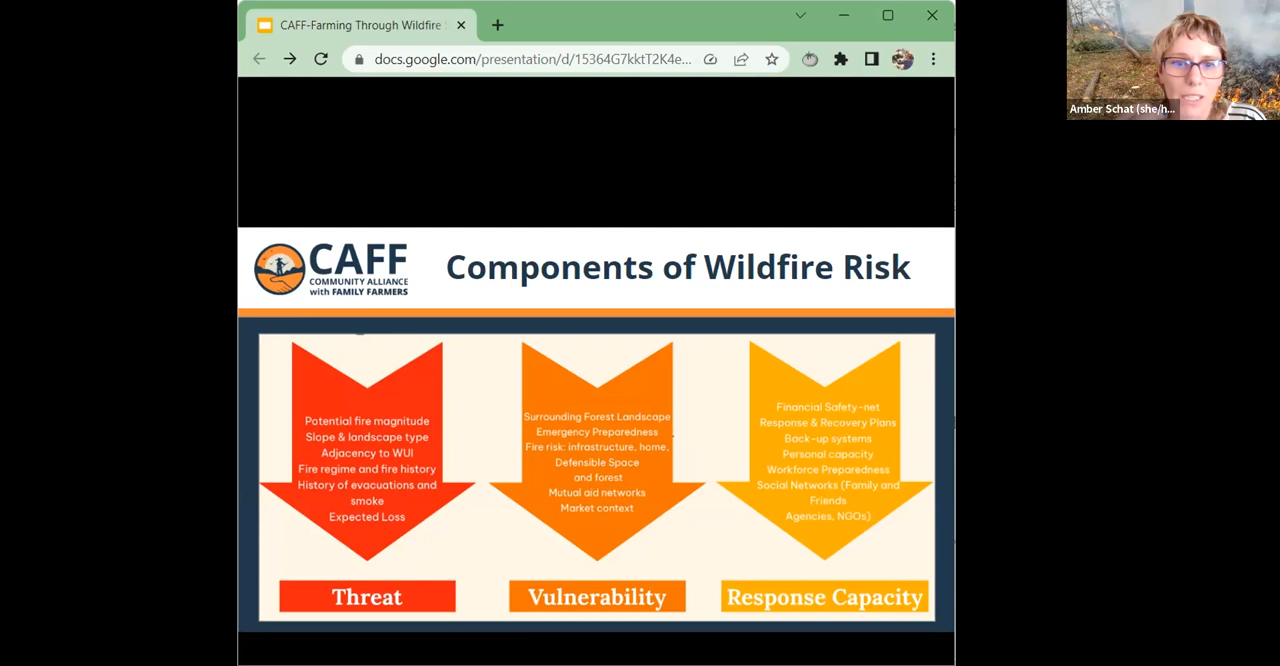 CAFF-Farming Through Wildfire
docs.google.com/presentation/d/15364G7kktT2K4e...
Amber Schat (she/h...
CAFF
COMMUNITY ALLIANCE
with FAMILY FARMERS
Components of Wildfire Risk
Potential fire magnitude
Slope & landscape type
Adjacency to WUI
Fire regime and fire history
History of evacuations and
smoke
Expected Loss
Threat
Surrounding Forest Landscape
Emergency Preparedness
Fire risk: infrastructure, home,
Defensible Space
and forest
Mutual aid networks
Market context
Vulnerability
Financial Safety-net
Response & Recovery Plans
Back-up systems
Personal capacity
Workforce Preparedness
Social Networks (Family and
Friends
Agencies, NGOs)
Response Capacity